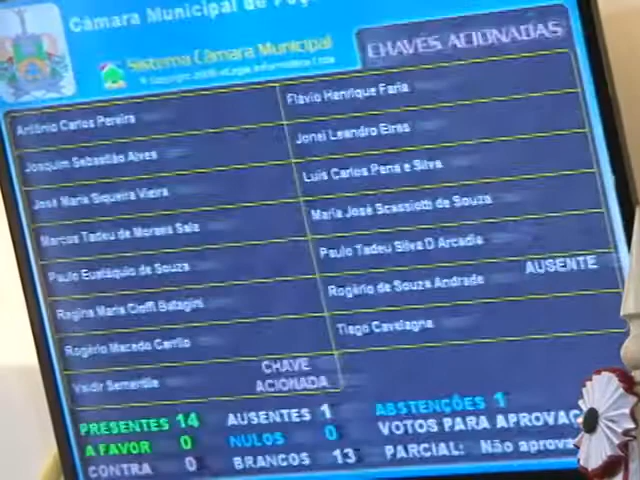 Câmara Municipal de
Sistema Câmara Municipal
CHAVES ACIONADAS
Antônio Carlos Pereira
Joaquim Sebastião Alves
José Maria Siqueira Vieira
Marcos Tadeu de Moraes Sala
Paulo Eustáquio de Souza
Regina Maria Cioffi Batagini
Rogério Macedo Carrilo
Valdir Sementile
CHAVE
ACIONADA
Flávio Henrique Faria
Jonei Leandro Eiras
Luis Carlos Pena e Silva
Maria José Scassiotti de Souza
Paulo Tadeu Silva D Arcadia
Rogério de Souza Andrade AUSENTE
Tiago Cavelagna
PRESENTES 14 AUSENTES 1 ABSTENÇÕES 1
A FAVOR 0 NULOS 0 VOTOS PARA APROVAÇ
CONTRA 0 BRANCOS 13 PARCIAL: Não aprova